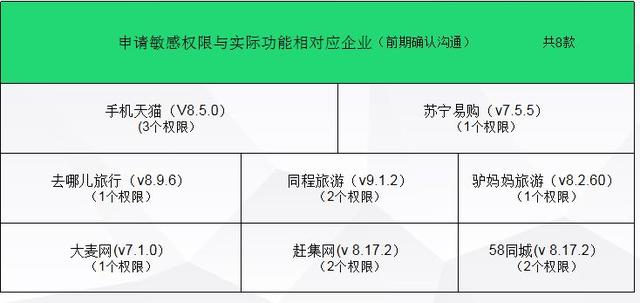 申请敏感权限与实际功能相对应企业（前期确认沟通） 共8款
手机天猫（V8.5.0） 苏宁易购（v7.5.5）
(3个权限） （1个权限）
去哪儿旅行（v8.9.6） 同程旅游（v9.1.2） 驴妈妈旅游（v8.2.60）
（1个权限） （2个权限） （1个权限）
大麦网(v7.1.0） 赶集网(v 8.17.2） 58同城(v 8.17.2）
（1个权限） （2个权限） （2个权限）